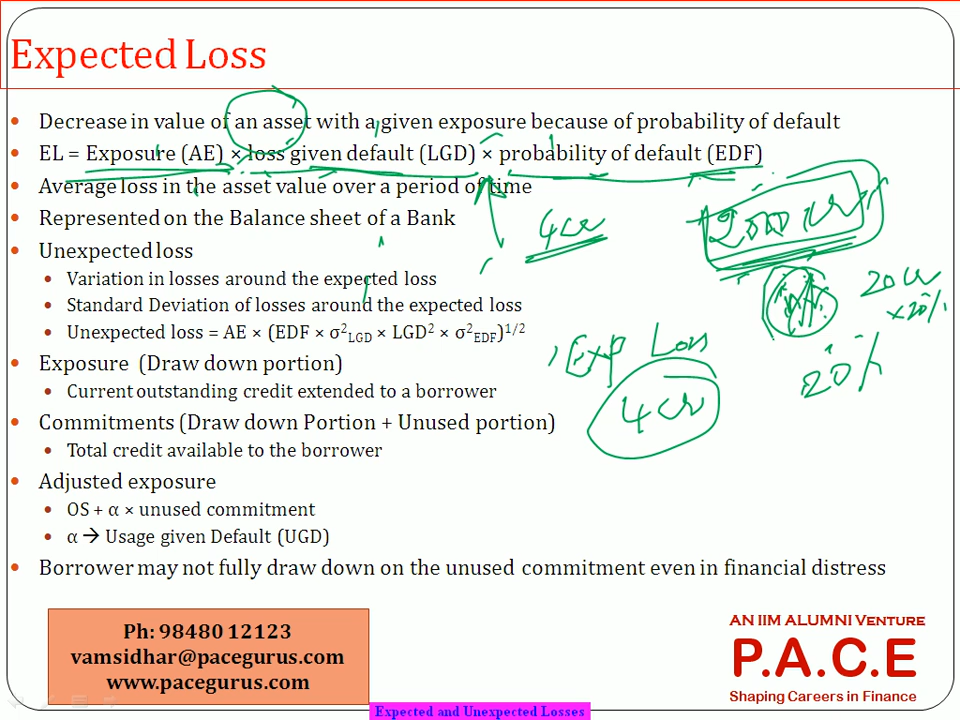 Expected Loss
• Decrease in value of an asset with a given exposure because of probability of default
• EL = Exposure (AE) × loss given default (LGD) × probability of default (EDF)
• Average loss in the asset value over a period of time
• Represented on the Balance sheet of a Bank
• Unexpected loss
• Variation in losses around the expected loss
• Standard Deviation of losses around the expected loss
• Unexpected loss = AE × (EDF × σ²LGD × LGD² × σ²EDF)^1/2
• Exposure (Draw down portion)
• Current outstanding credit extended to a borrower
• Commitments (Draw down Portion + Unused portion)
• Total credit available to the borrower
• Adjusted exposure
• OS + α × unused commitment
• α → Usage given Default (UGD)
• Borrower may not fully draw down on the unused commitment even in financial distress
4cr
20 cr
×20%
20%
Exp Loss
4cr
Ph: 98480 12123
vamsidhar@pacegurus.com
www.pacegurus.com
AN IIM ALUMNI VENTURE
P.A.C.E
Shaping Careers in Finance
Expected and Unexpected Losses